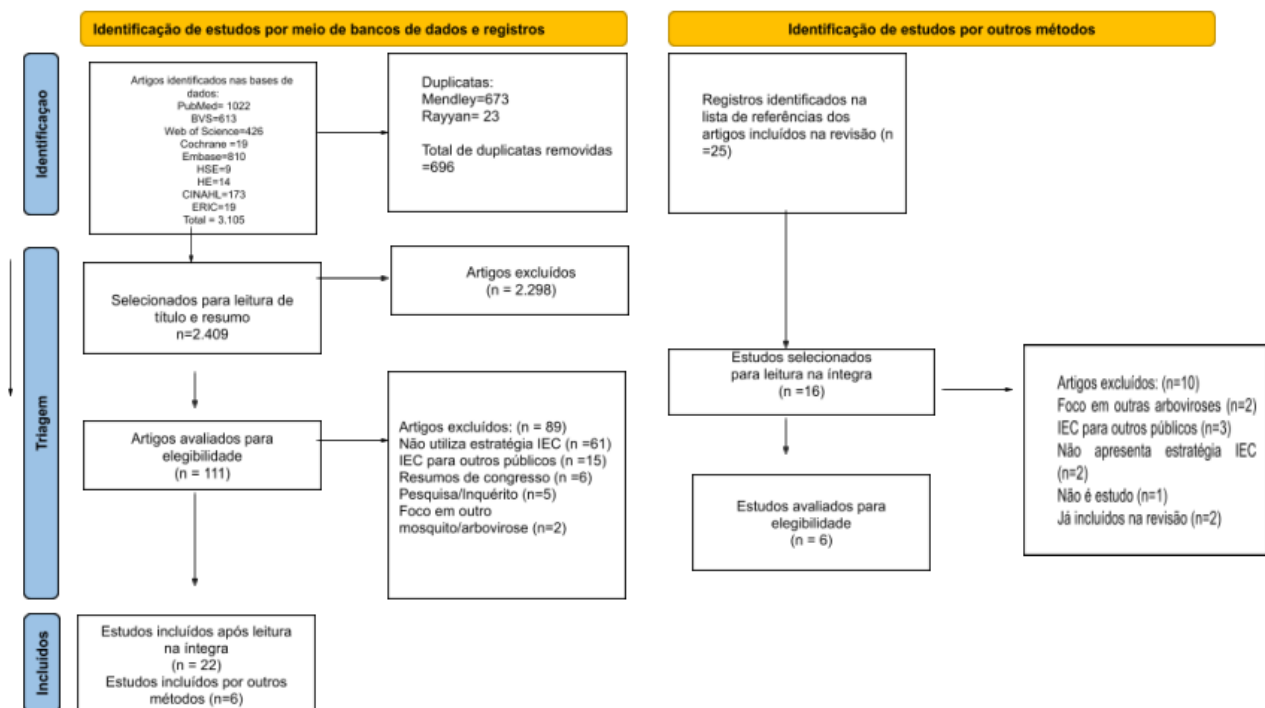 Identificação de estudos por meio de bancos de dados e registros
Identificação de estudos por outros métodos
Identificaçao
Artigos identificados nas bases de
dados:
PubMed= 1022
BVS=613
Web of Science=426
Cochrane =19
Embase=810
HSE=9
HE=14
CINAHL=173
ERIC=19
Total = 3.105
Duplicatas:
Mendley=673
Rayyan= 23
Total de duplicatas removidas
=696
Registros identificados na
lista de referências dos
artigos incluídos na revisão (n
=25)
Triagem
Selecionados para leitura de
título e resumo
n=2.409
Artigos excluídos
(n = 2.298)
Artigos avaliados para
elegibilidade
(n = 111)
Artigos excluídos: (n = 89)
Não utiliza estratégia IEC (n =61)
IEC para outros públicos (n =15)
Resumos de congresso (n =6)
Pesquisa/Inquérito (n=5)
Foco em outro
mosquito/arbovirose (n=2)
Estudos selecionados
para leitura na íntegra
(n =16)
Artigos excluídos: (n=10)
Foco em outras arboviroses (n=2)
IEC para outros públicos (n=3)
Não apresenta estratégia IEC
(n=2)
Não é estudo (n=1)
Já incluídos na revisão (n=2)
Estudos avaliados para
elegibilidade
(n = 6)
Incluídos
Estudos incluídos após leitura
na íntegra
(n = 22)
Estudos incluídos por outros
métodos (n=6)